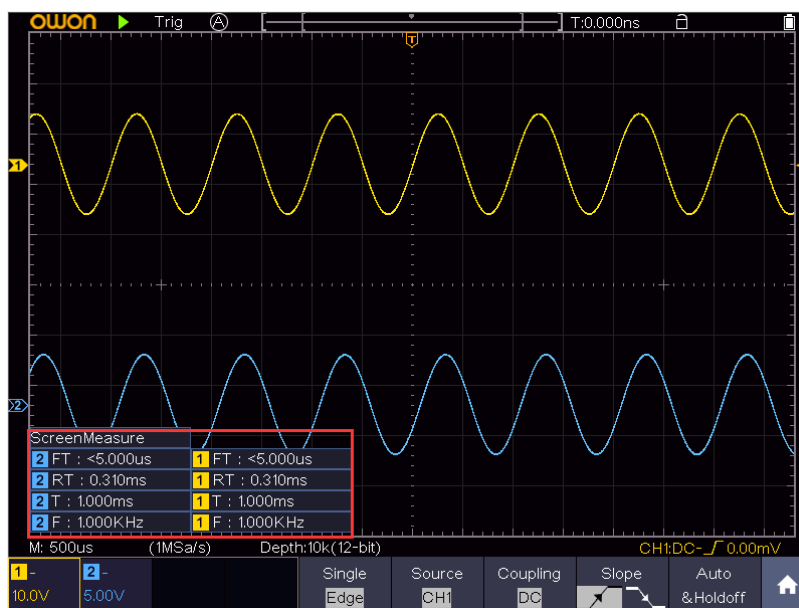 OWON Trig A T:0.000ns
T
1
2
ScreenMeasure
2 FT : <5.000us 1 FT : <5.000us
2 RT : 0.310ms 1 RT : 0.310ms
2 T : 1.000ms 1 T : 1.000ms
2 F : 1.000KHz 1 F : 1.000KHz
M: 500us (1MSa/s) Depth:10k(12-bit) CH1:DC- 0.00mV
1 - 2 - Single Source Coupling Slope Auto
10.0V 5.00V Edge CH1 DC &Holdoff